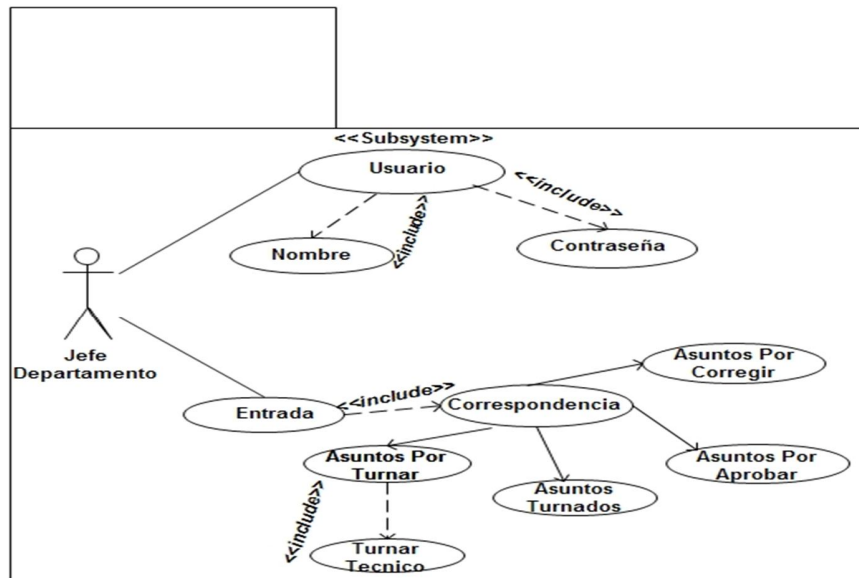 <<Subsystem>>
Usuario
<<include>>
<<include>>
Nombre
Contraseña
Jefe
Departamento
Entrada
<<include>>
Correspondencia
Asuntos Por
Corregir
Asuntos Por
Turnar
Asuntos
Turnados
Asuntos Por
Aprobar
<<include>>
Turnar
Tecnico